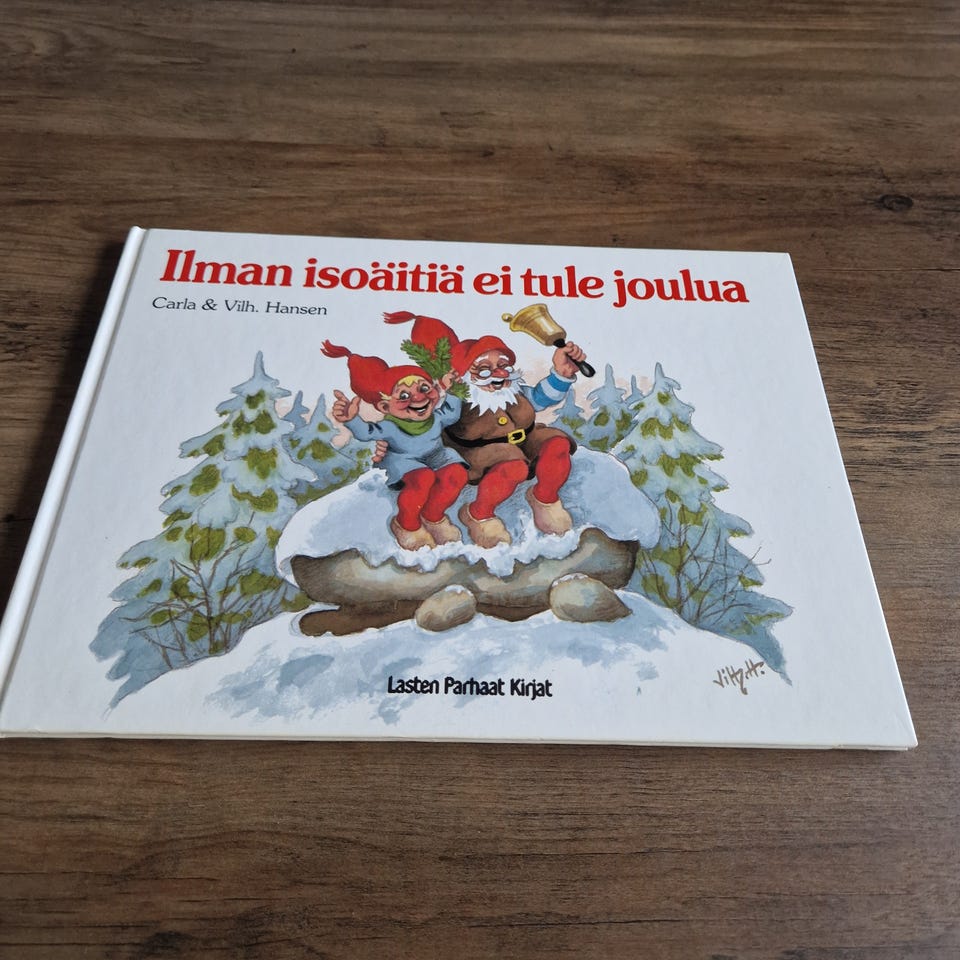 Ilman isoäitiä ei tule joulua
Carla & Vilh. Hansen
Lasten Parhaat Kirjat